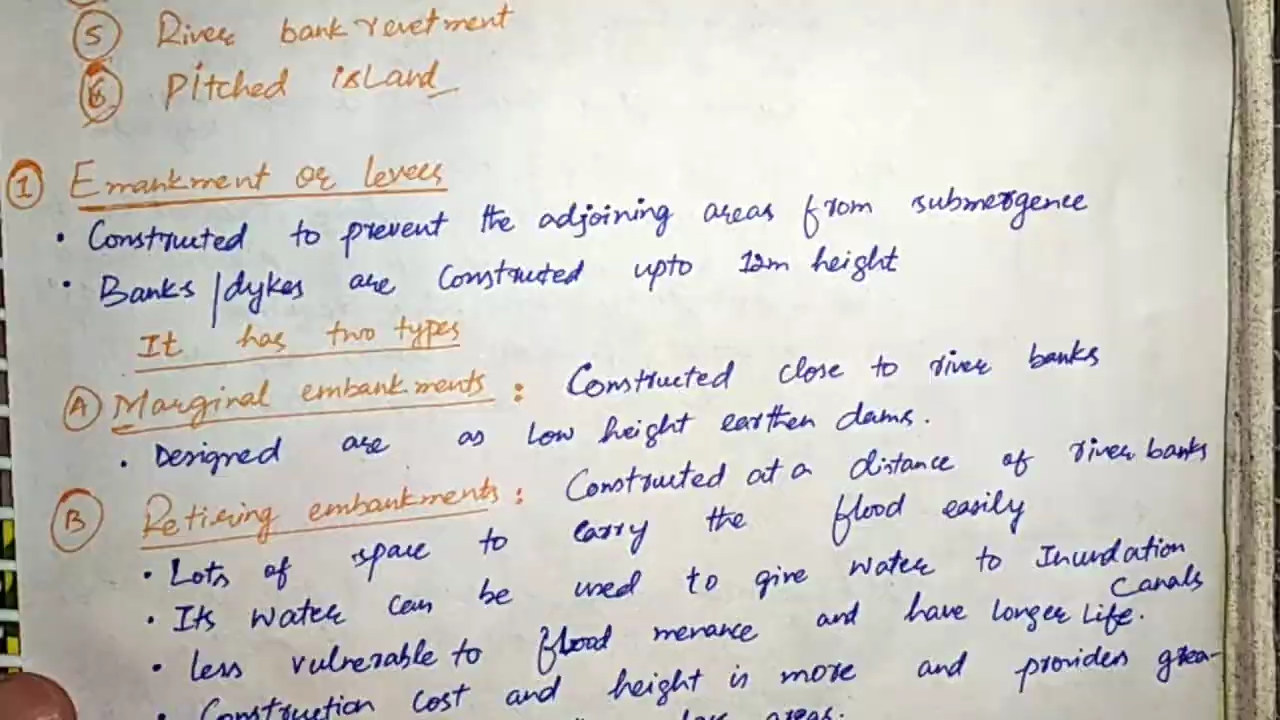 5 River bank revetment
6 Pitched island
1 Emankment or levees
• Constructed to prevent the adjoining areas from submergence
• Banks/dykes are constructed upto 12m height
It has two types
A Marginal embankments : Constructed close to river banks
• Designed are as low height earthen dams.
B Retiring embankments : Constructed at a distance of river banks
• Lots of space to carry the flood easily
• Its water can be used to give water to Inundation
Canals
• less vulnerable to flood menance and have longer life.
• Construction cost and height is more and provides grea-
areas.